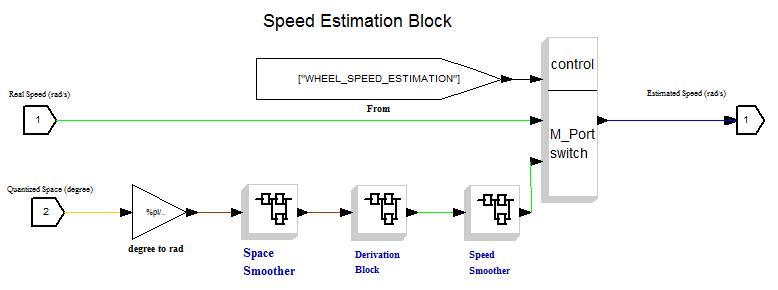 Speed Estimation Block
control
["WHEEL_SPEED_ESTIMATION"]
From
Real Speed (rad/s)
1
M_Port
switch
Estimated Speed (rad/s)
1
Quantized Space (degree)
2
%pi/..
degree to rad
Space
Smoother
Derivation
Block
Speed
Smoother